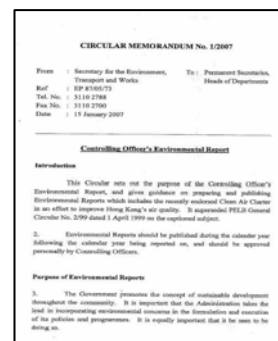 CIRCULAR MEMORANDUM No. 1/2007
From : Secretary for the Environment, To : Permanent Secretaries,
Transport and Works Heads of Departments
Ref : EP 87/05/73
Tel. No. : 3110 2788
Fax No. : 3110 2700
Date : 15 January 2007
Controlling Officer's Environmental Report
Introduction
This Circular sets out the purpose of the Controlling Officer's
Environmental Report, and gives guidance on preparing and publishing
Environmental Reports which includes the recently endorsed Clean Air Charter
in an effort to improve Hong Kong's air quality. It superseded PELB General
Circular No. 2/99 dated 1 April 1999 on the captioned subject.
2. Environmental Reports should be published during the calendar year
following the calendar year being reported on, and should be approved
personally by Controlling Officers.
Purpose of Environmental Reports
3. The Government promotes the concept of sustainable development
throughout the community. It is important that the Administration takes the
lead in incorporating environmental concerns in the formulation and execution
of its policies and programmes. It is equally important that it be seen to be
doing so.